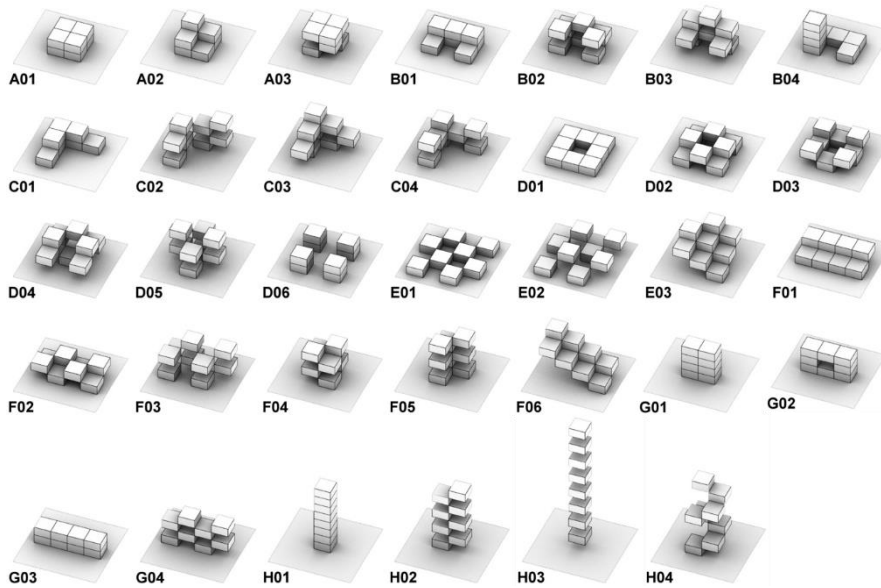 A01 A02 A03 B01 B02 B03 B04
C01 C02 C03 C04 D01 D02 D03
D04 D05 D06 E01 E02 E03 F01
F02 F03 F04 F05 F06 G01 G02
G03 G04 H01 H02 H03 H04